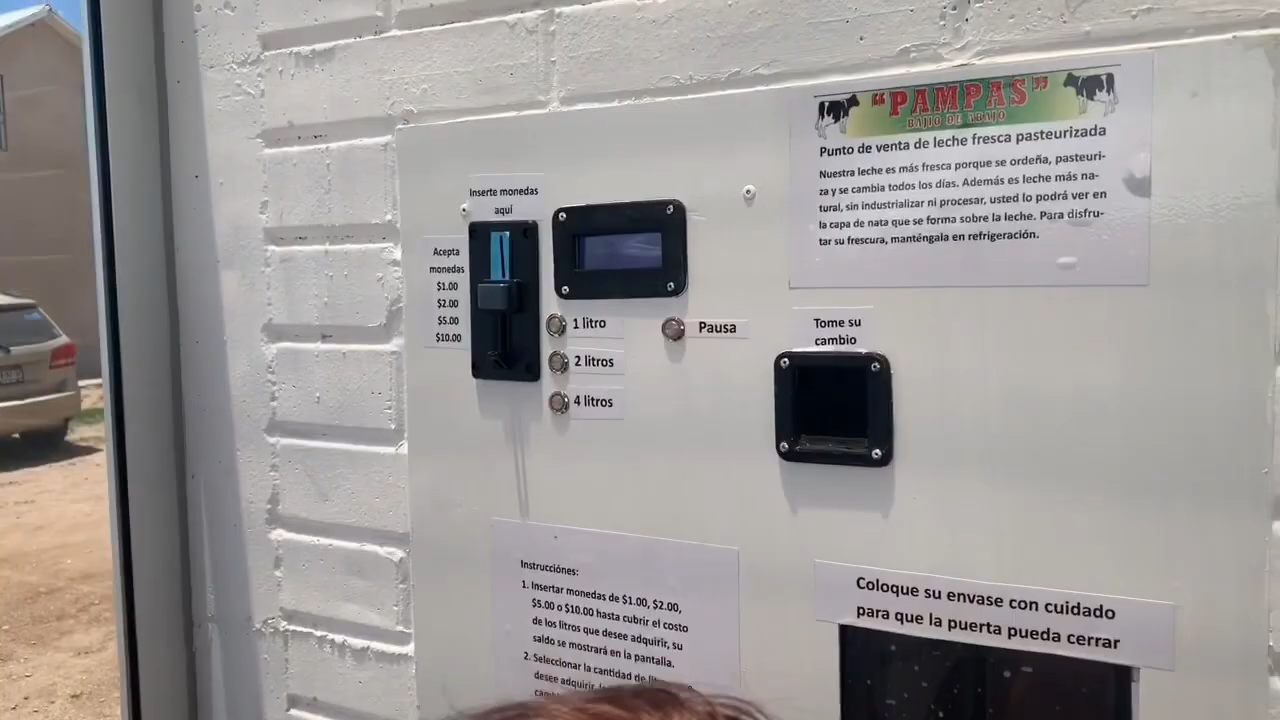 "PAMPAS"
BAJIO DE ABAJO
Punto de venta de leche fresca pasteurizada
Nuestra leche es más fresca porque se ordeña, pasteuri-
za y se cambia todos los días. Además es leche más na-
tural, sin industrializar ni procesar, usted lo podrá ver en
la capa de nata que se forma sobre la leche. Para disfru-
tar su frescura, manténgala en refrigeración.
Inserte monedas
aquí
Acepta
monedas
$1.00
$2.00
$5.00
$10.00
1 litro
2 litros
4 litros
Pausa
Tome su
cambio
Instrucciónes:
1. Insertar monedas de $1.00, $2.00,
$5.00 o $10.00 hasta cubrir el costo
de los litros que desee adquirir, su
saldo se mostrará en la pantalla.
2. Seleccionar la cantidad de
desee adquirir,
Coloque su envase con cuidado
para que la puerta pueda cerrar